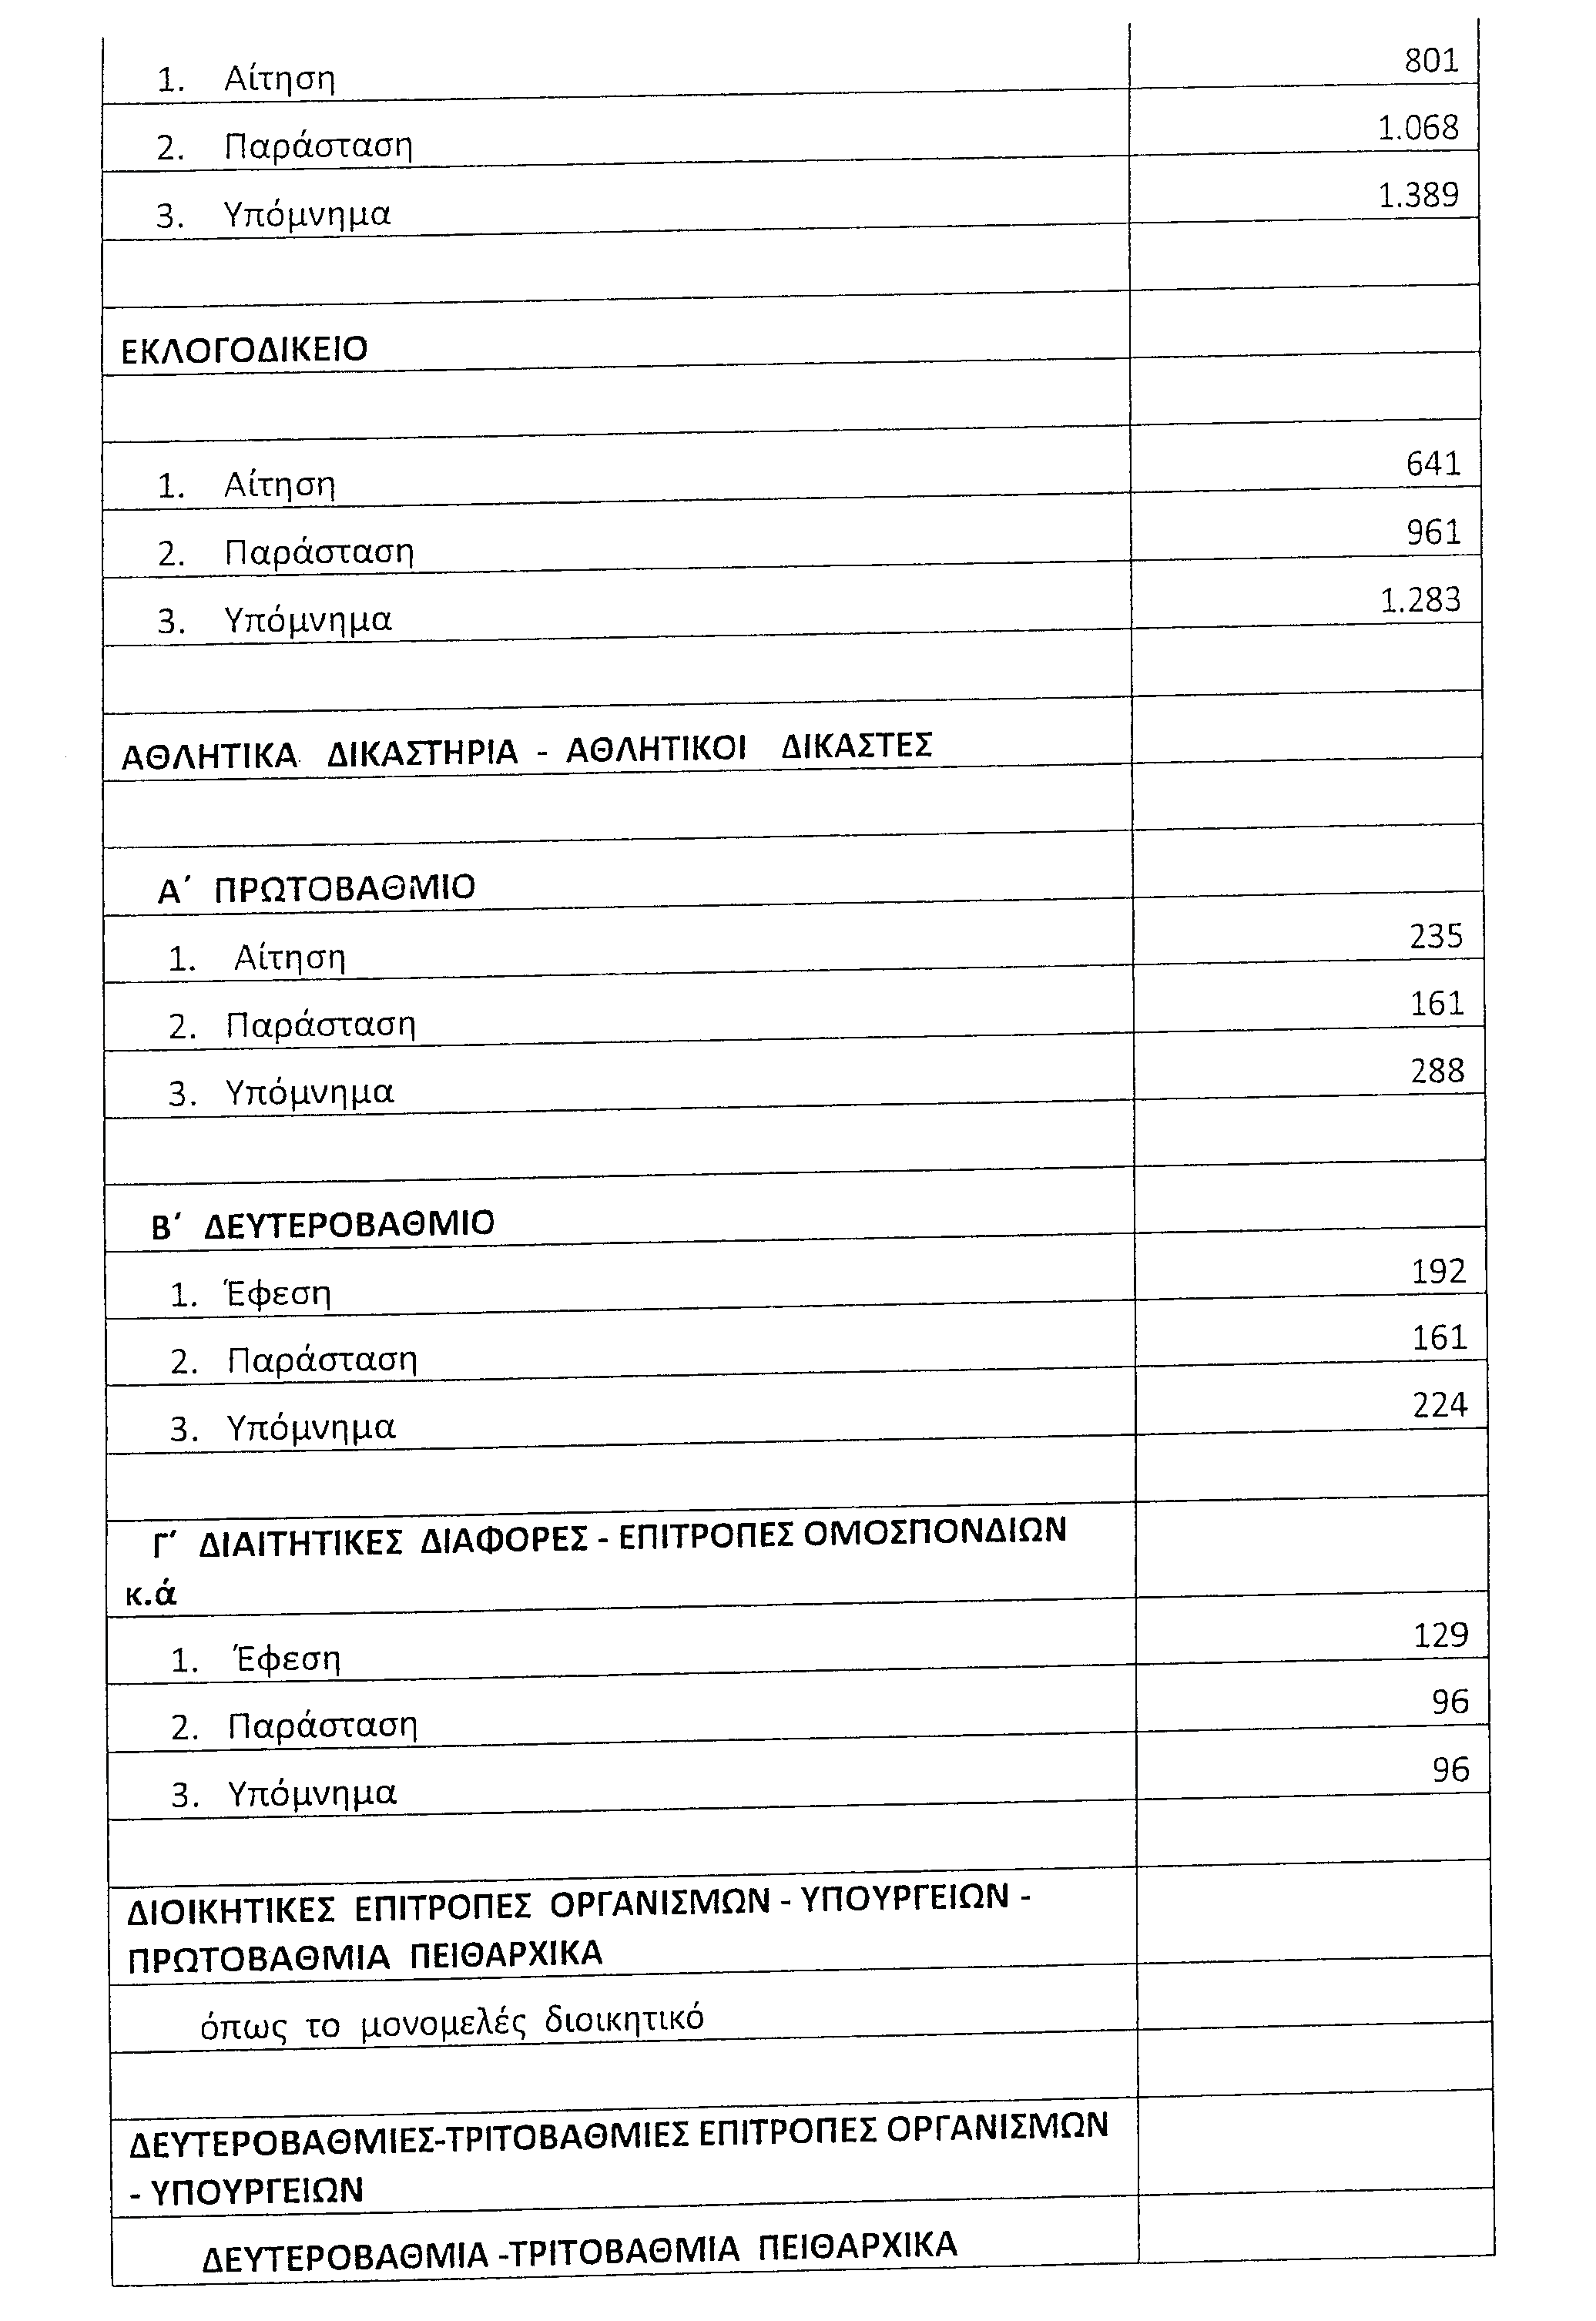 1. Αίτηση 801
2. Παράσταση 1.068
3. Υπόμνημα 1.389
ΕΚΛΟΓΟΔΙΚΕΙΟ
1. Αίτηση 641
2. Παράσταση 961
3. Υπόμνημα 1.283
ΑΘΛΗΤΙΚΑ ΔΙΚΑΣΤΗΡΙΑ - ΑΘΛΗΤΙΚΟΙ ΔΙΚΑΣΤΕΣ
Α΄ ΠΡΩΤΟΒΑΘΜΙΟ
1. Αίτηση 235
2. Παράσταση 161
3. Υπόμνημα 288
Β΄ ΔΕΥΤΕΡΟΒΑΘΜΙΟ
1. Έφεση 192
2. Παράσταση 161
3. Υπόμνημα 224
Γ΄ ΔΙΑΙΤΗΤΙΚΕΣ ΔΙΑΦΟΡΕΣ - ΕΠΙΤΡΟΠΕΣ ΟΜΟΣΠΟΝΔΙΩΝ
κ.ά
1. Έφεση 129
2. Παράσταση 96
3. Υπόμνημα 96
ΔΙΟΙΚΗΤΙΚΕΣ ΕΠΙΤΡΟΠΕΣ ΟΡΓΑΝΙΣΜΩΝ - ΥΠΟΥΡΓΕΙΩΝ -
ΠΡΩΤΟΒΑΘΜΙΑ ΠΕΙΘΑΡΧΙΚΑ
όπως το μονομελές διοικητικό
ΔΕΥΤΕΡΟΒΑΘΜΙΕΣ-ΤΡΙΤΟΒΑΘΜΙΕΣ ΕΠΙΤΡΟΠΕΣ ΟΡΓΑΝΙΣΜΩΝ
- ΥΠΟΥΡΓΕΙΩΝ
ΔΕΥΤΕΡΟΒΑΘΜΙΑ -ΤΡΙΤΟΒΑΘΜΙΑ ΠΕΙΘΑΡΧΙΚΑ